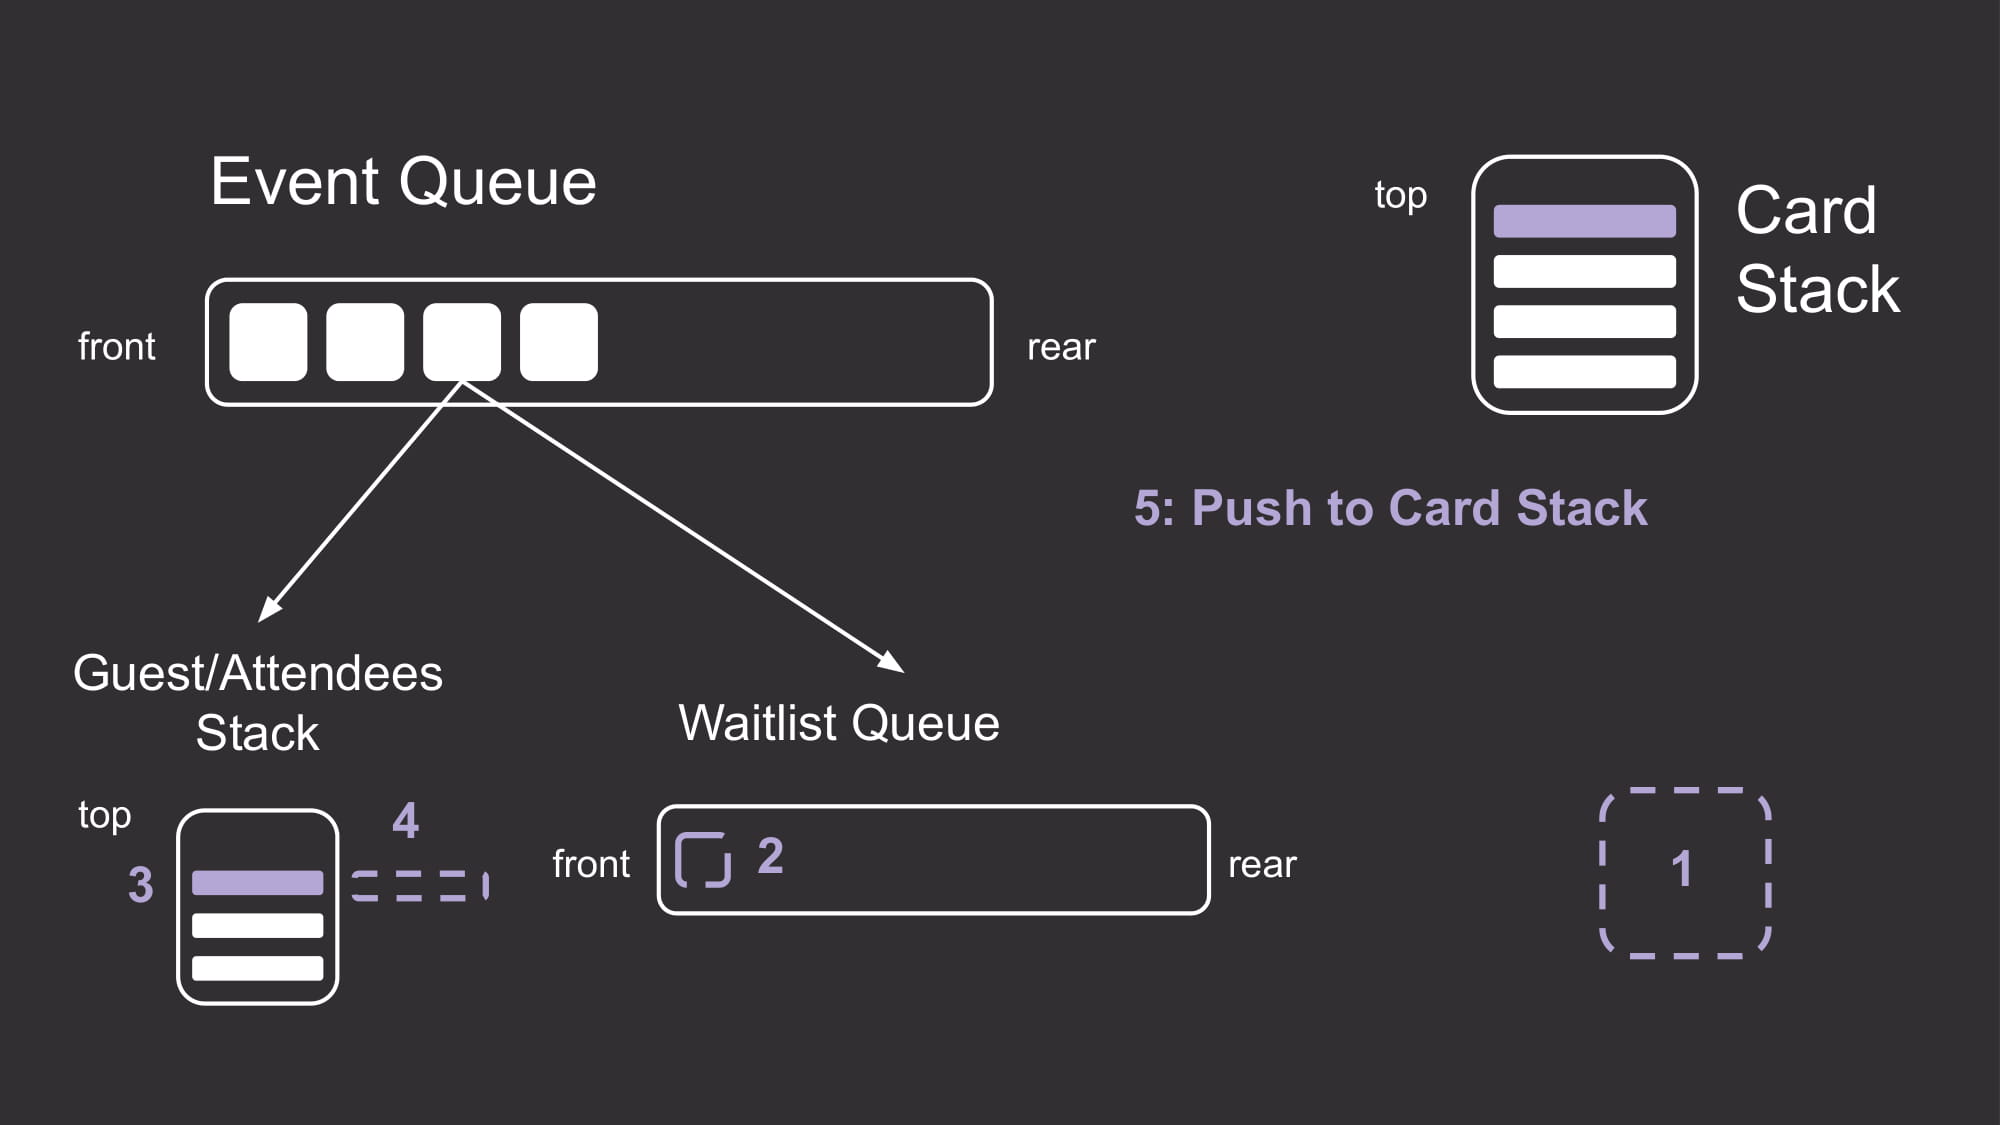 Event Queue
top
Card
Stack
front
rear
5: Push to Card Stack
Guest/Attendees
Stack
Waitlist Queue
top
4
3
front
2
rear
1